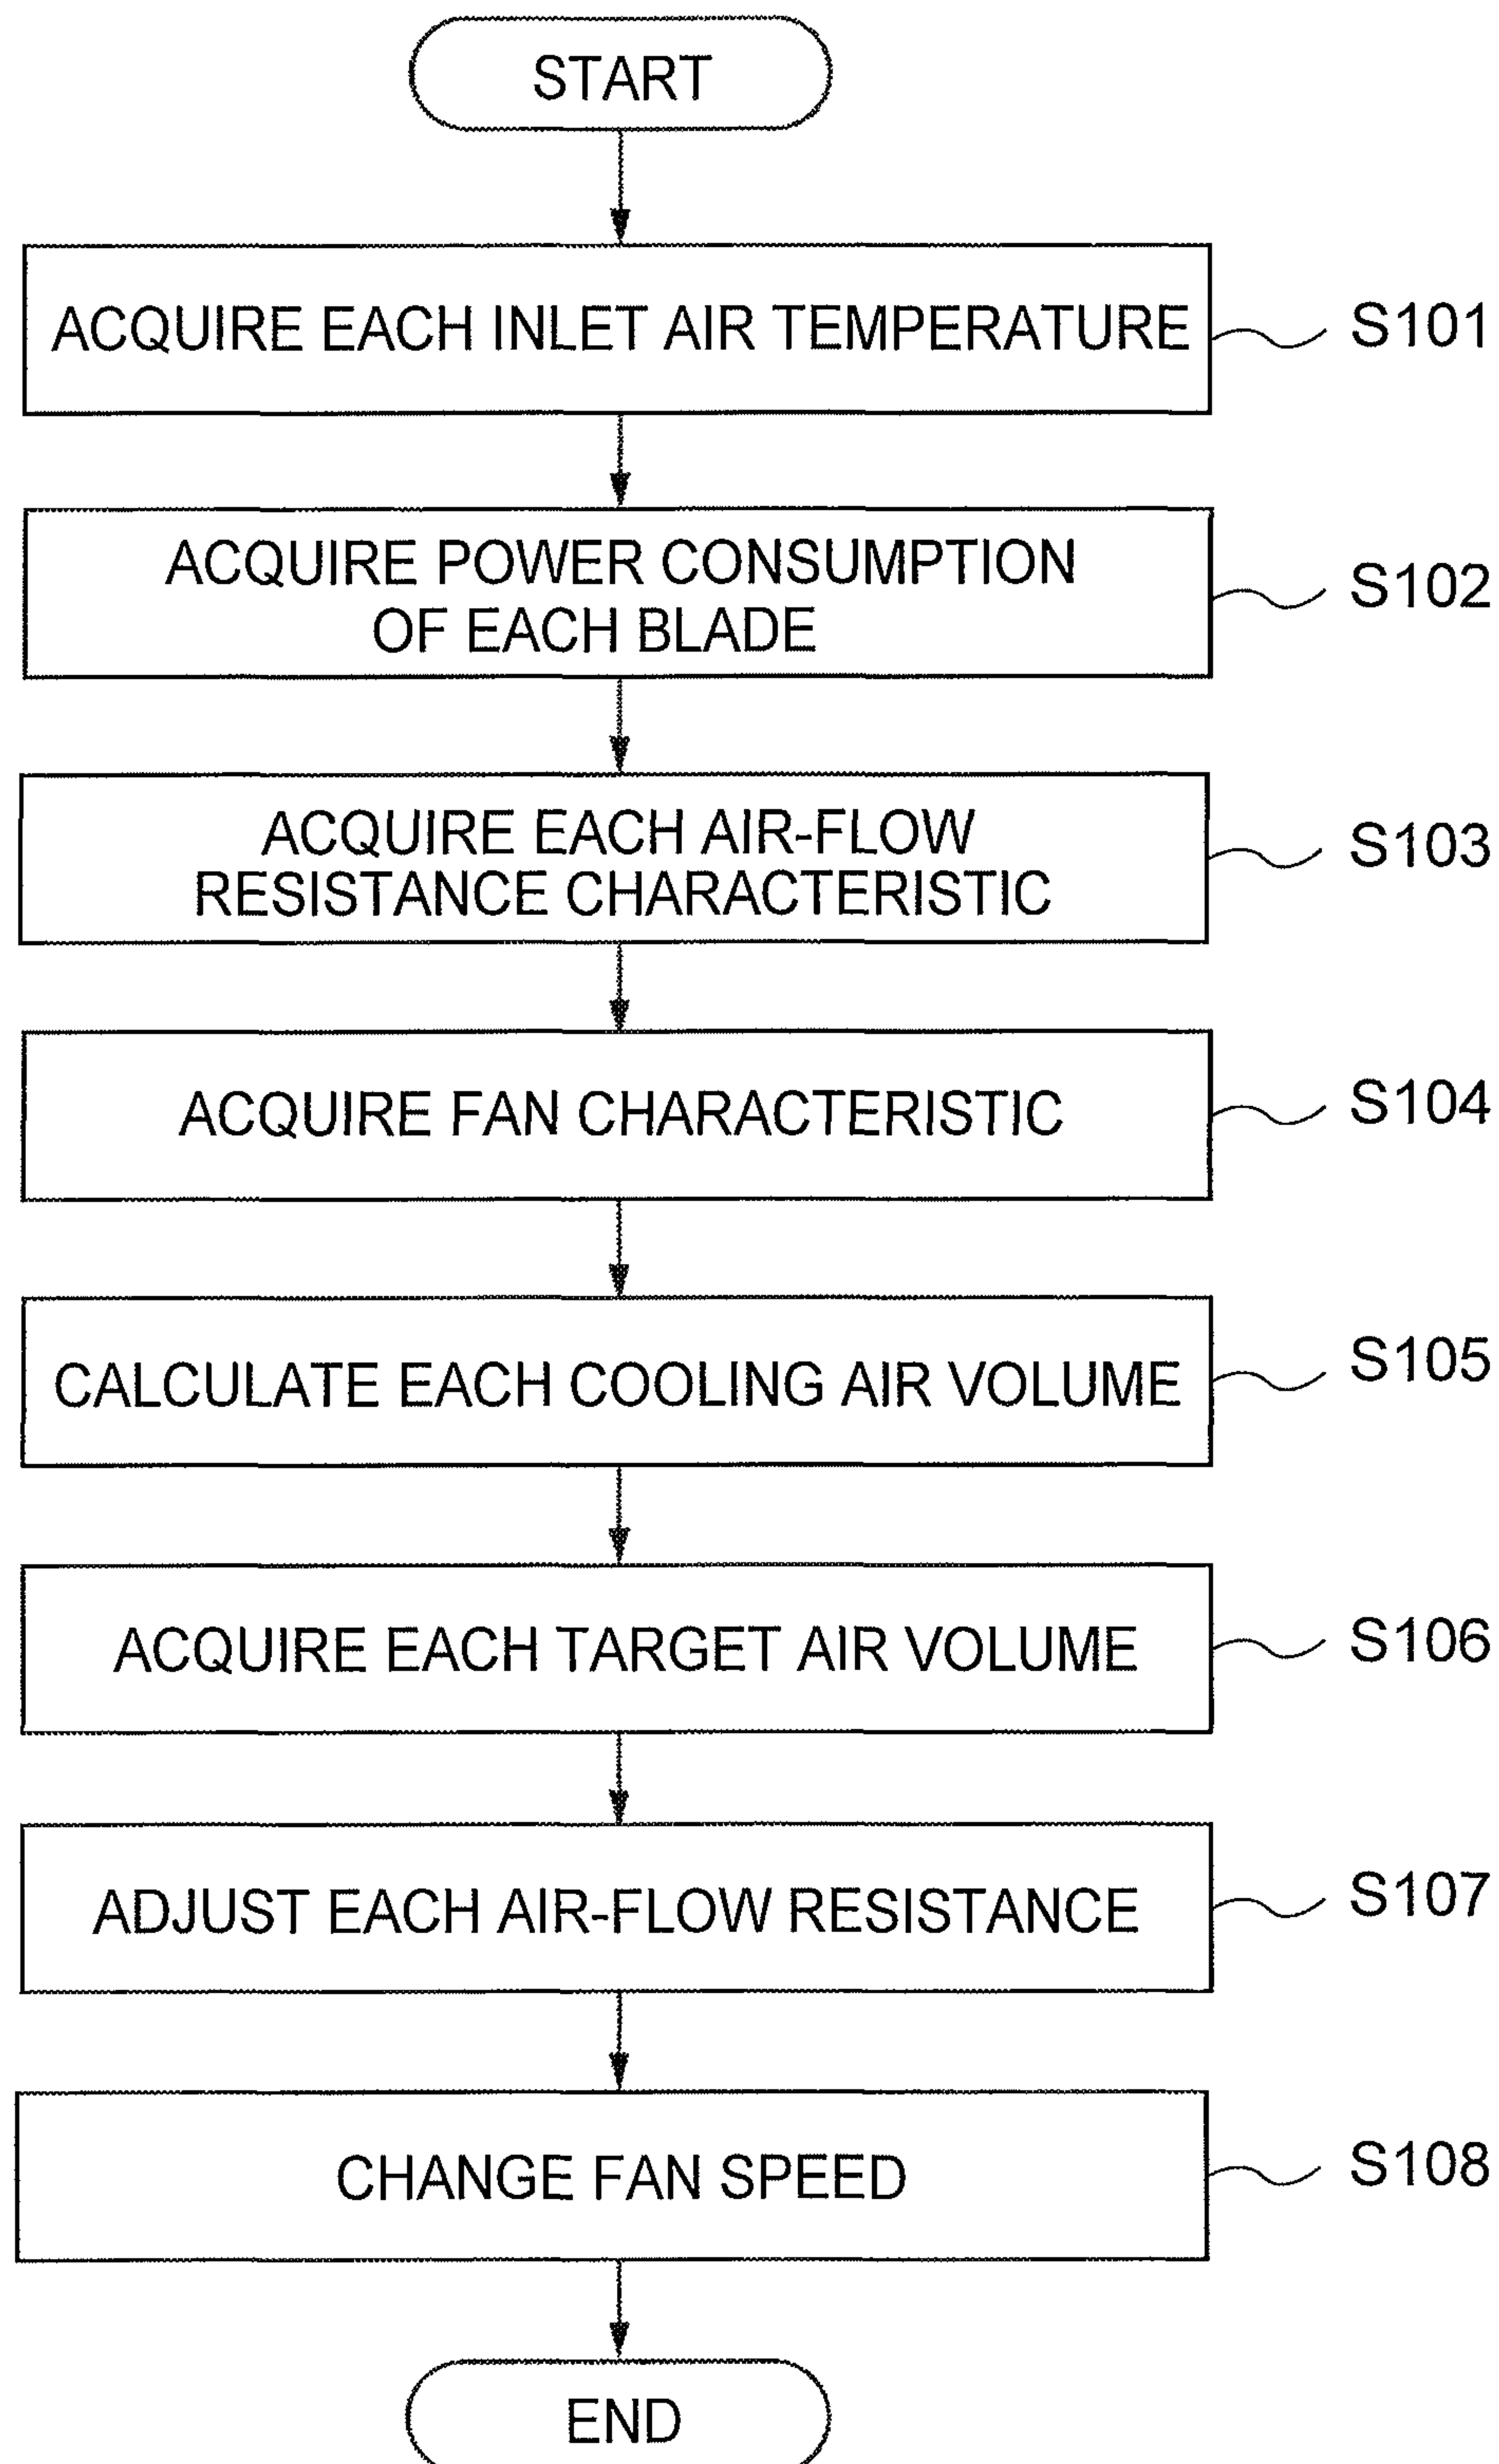 START
ACQUIRE EACH INLET AIR TEMPERATURE
S101
ACQUIRE POWER CONSUMPTION
OF EACH BLADE
S102
ACQUIRE EACH AIR-FLOW
RESISTANCE CHARACTERISTIC
S103
ACQUIRE FAN CHARACTERISTIC
S104
CALCULATE EACH COOLING AIR VOLUME
S105
ACQUIRE EACH TARGET AIR VOLUME
S106
ADJUST EACH AIR-FLOW RESISTANCE
S107
CHANGE FAN SPEED
S108
END